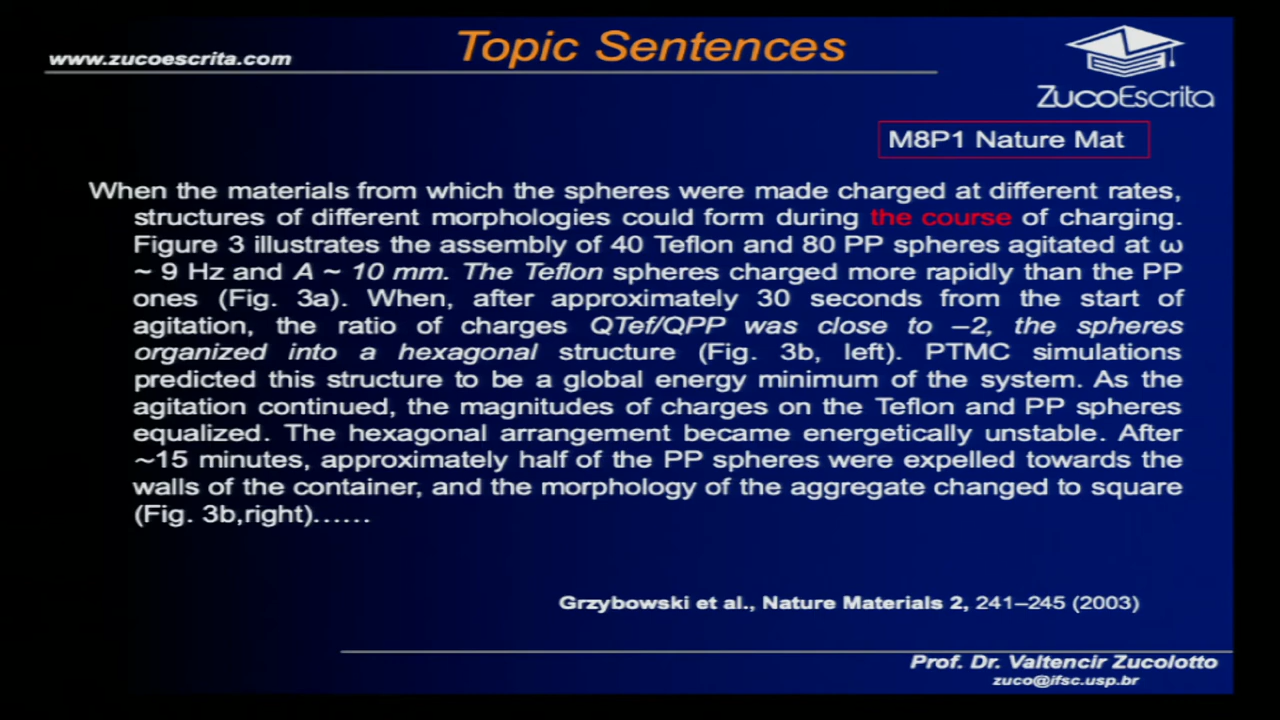 Topic Sentences
www.zucoescrita.com
ZucoEscrita
M8P1 Nature Mat
When the materials from which the spheres were made charged at different rates,
structures of different morphologies could form during the course of charging.
Figure 3 illustrates the assembly of 40 Teflon and 80 PP spheres agitated at ω
~ 9 Hz and A ~ 10 mm. The Teflon spheres charged more rapidly than the PP
ones (Fig. 3a). When, after approximately 30 seconds from the start of
agitation, the ratio of charges QTef/QPP was close to –2, the spheres
organized into a hexagonal structure (Fig. 3b, left). PTMC simulations
predicted this structure to be a global energy minimum of the system. As the
agitation continued, the magnitudes of charges on the Teflon and PP spheres
equalized. The hexagonal arrangement became energetically unstable. After
~15 minutes, approximately half of the PP spheres were expelled towards the
walls of the container, and the morphology of the aggregate changed to square
(Fig. 3b,right)……
Grzybowski et al., Nature Materials 2, 241–245 (2003)
Prof. Dr. Valtencir Zucolotto
zuco@ifsc.usp.br